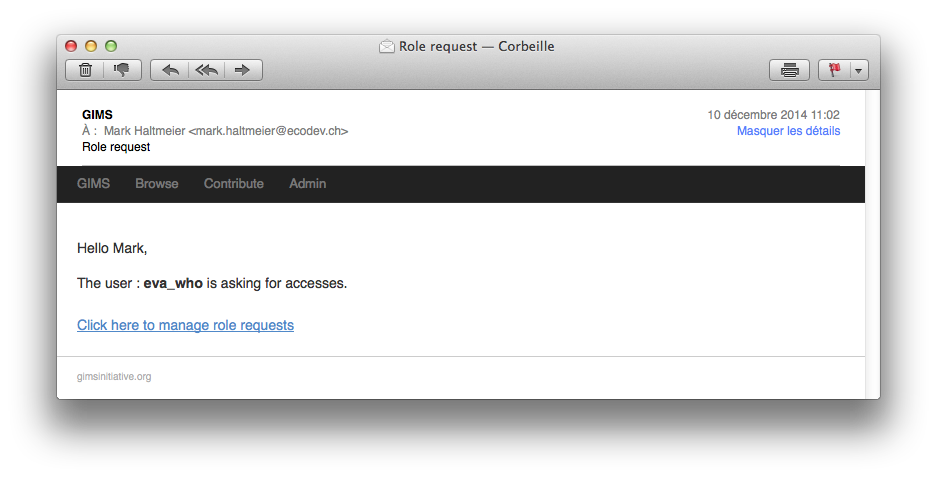 Role request — Corbeille
GIMS 10 décembre 2014 11:02
À : Mark Haltmeier <mark.haltmeier@ecodev.ch> Masquer les détails
Role request
GIMS Browse Contribute Admin
Hello Mark,
The user : eva_who is asking for accesses.
Click here to manage role requests
gimsinitiative.org